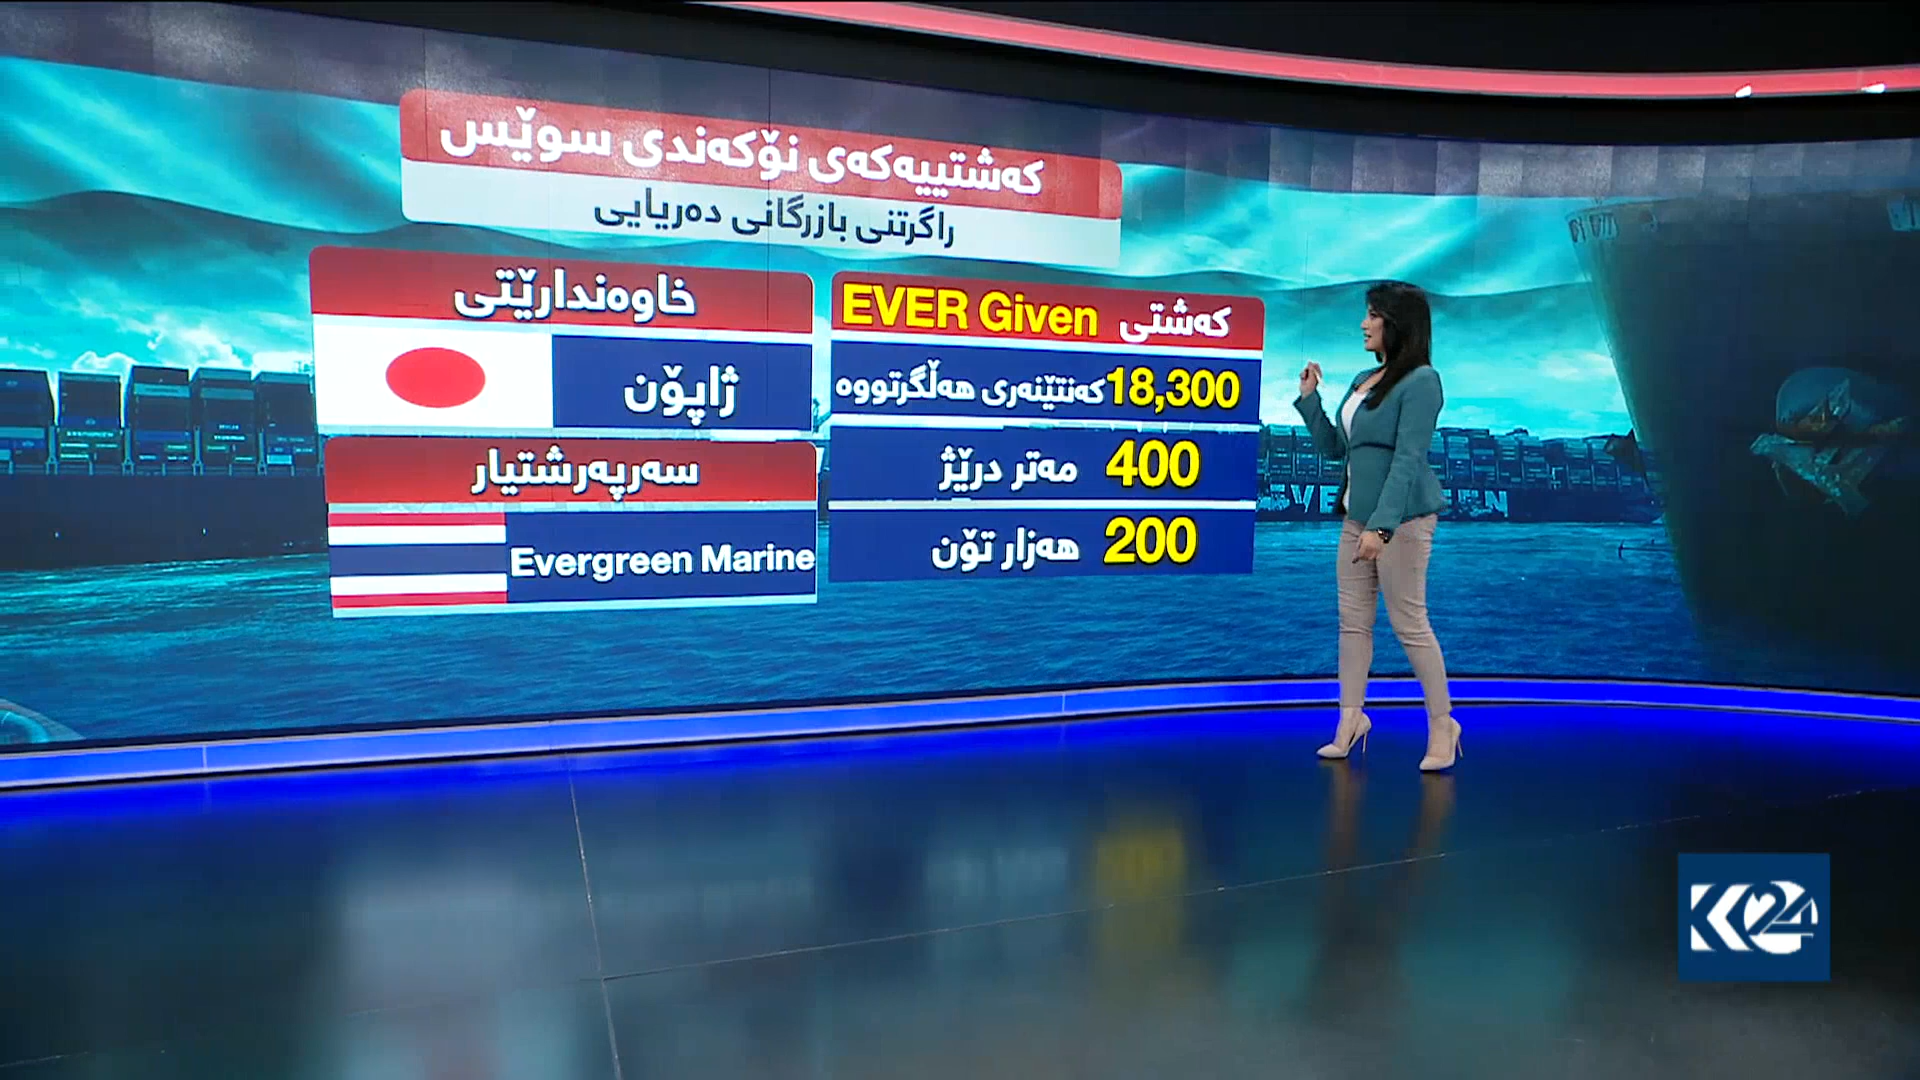 کەشتییەکەی نۆکەندی سوێس
راگرتنی بازرگانی دەریایی
کەشتی EVER Given
18,300 کەنتێنەری هەڵگرتووە
400 مەتر درێژ
200 هەزار تۆن
خاوەندارێتی
ژاپۆن
سەرپەرشتیار
Evergreen Marine
EVERGREEN
K24